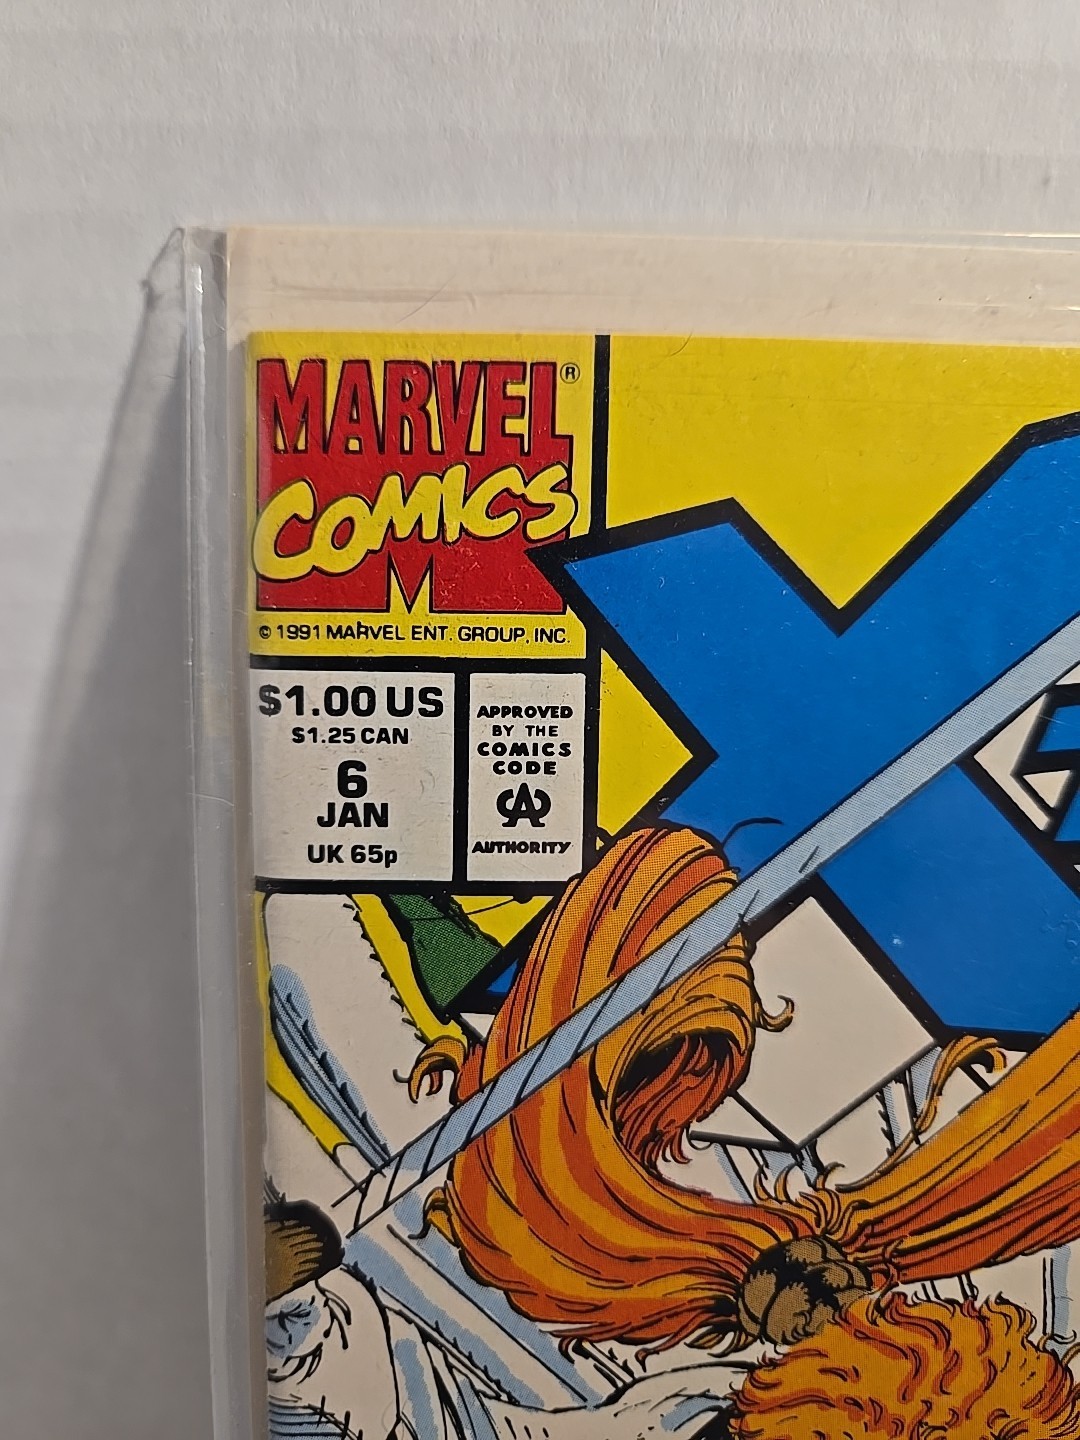 MARVEL®
COMICS
© 1991 MARVEL ENT. GROUP, INC.
$1.00 US
$1.25 CAN
6
JAN
UK 65p
APPROVED
BY THE
COMICS
CODE
CA
AUTHORITY
X